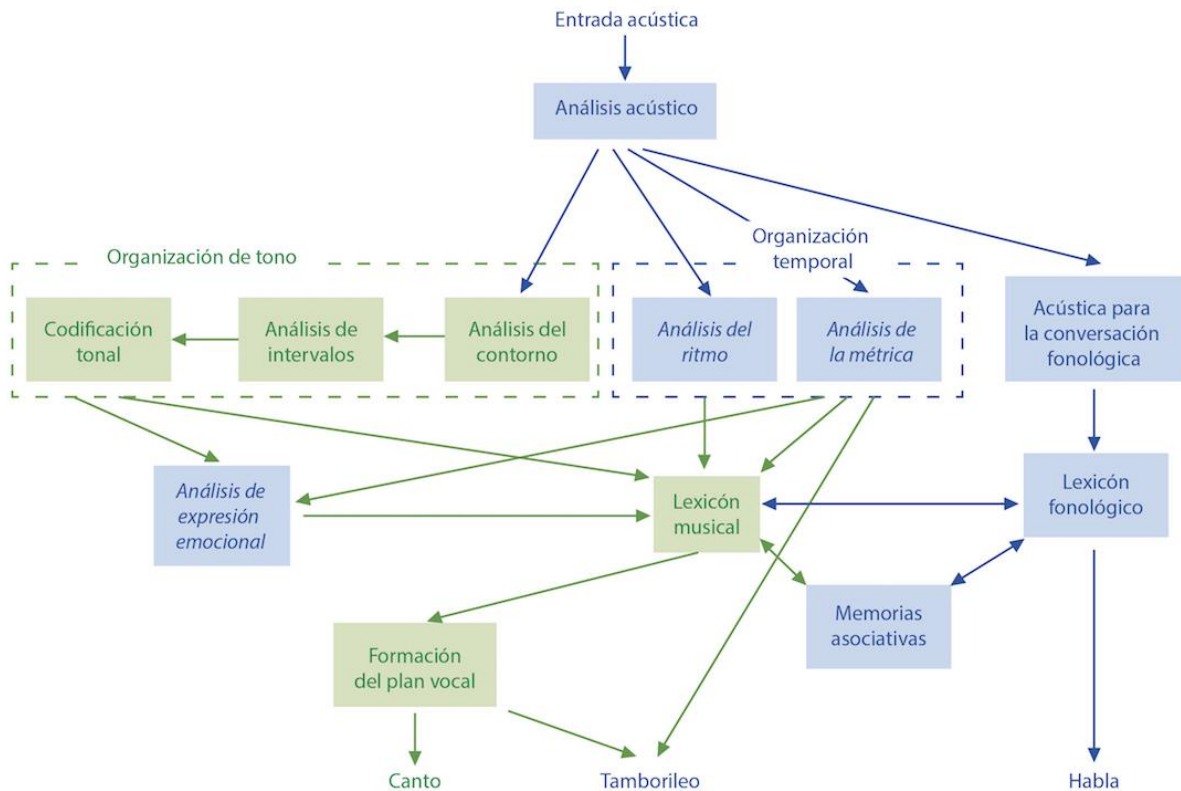 Entrada acústica
Análisis acústico
Organización de tono
Organización
temporal
Codificación
tonal
Análisis de
intervalos
Análisis del
contorno
Análisis del
ritmo
Análisis de
la métrica
Acústica para
la conversación
fonológica
Análisis de
expresión
emocional
Lexicón
musical
Lexicón
fonológico
Memorias
asociativas
Formación
del plan vocal
Canto
Tamborileo
Habla